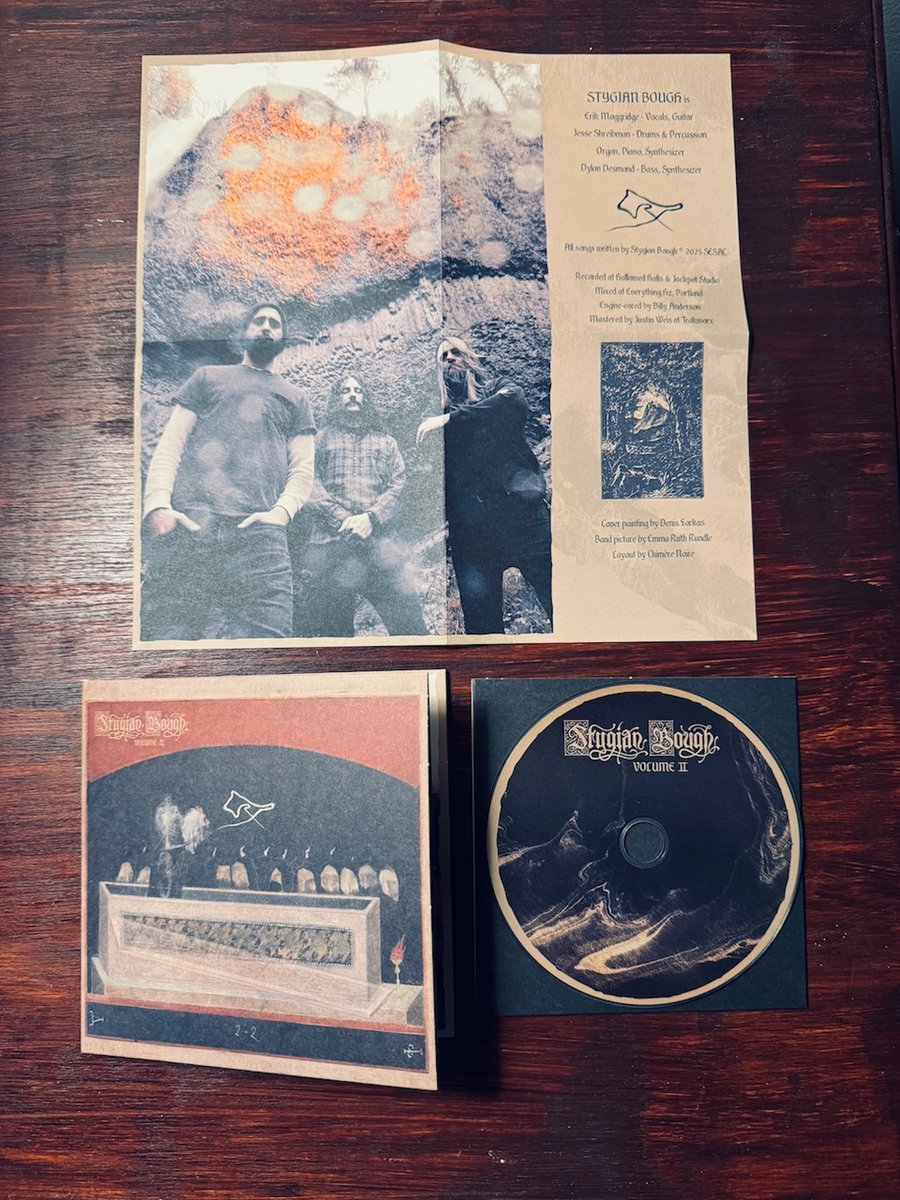 STYGIAN BOUGH is
Erik Moggridge - Vocals, Guitar
Jesse Shreibman - Drums & Percussion
Organ, Piano, Synthesizer
Dylan Desmond - Bass, Synthesizer
All songs written by Stygian Bough © 2025 SESAC
Recorded at Hallowed Halls & Jackpot Studio
Mixed at Everything.hz, Portland
Engine-eared by Billy Anderson
Mastered by Justin Weis at Trakworx
Cover painting by Denis Forkas
Band picture by Emma Ruth Rundle
Layout by Chimère Noire
Stygian Bough
VOLUME II
2-2
Stygian Bough
VOLUME II